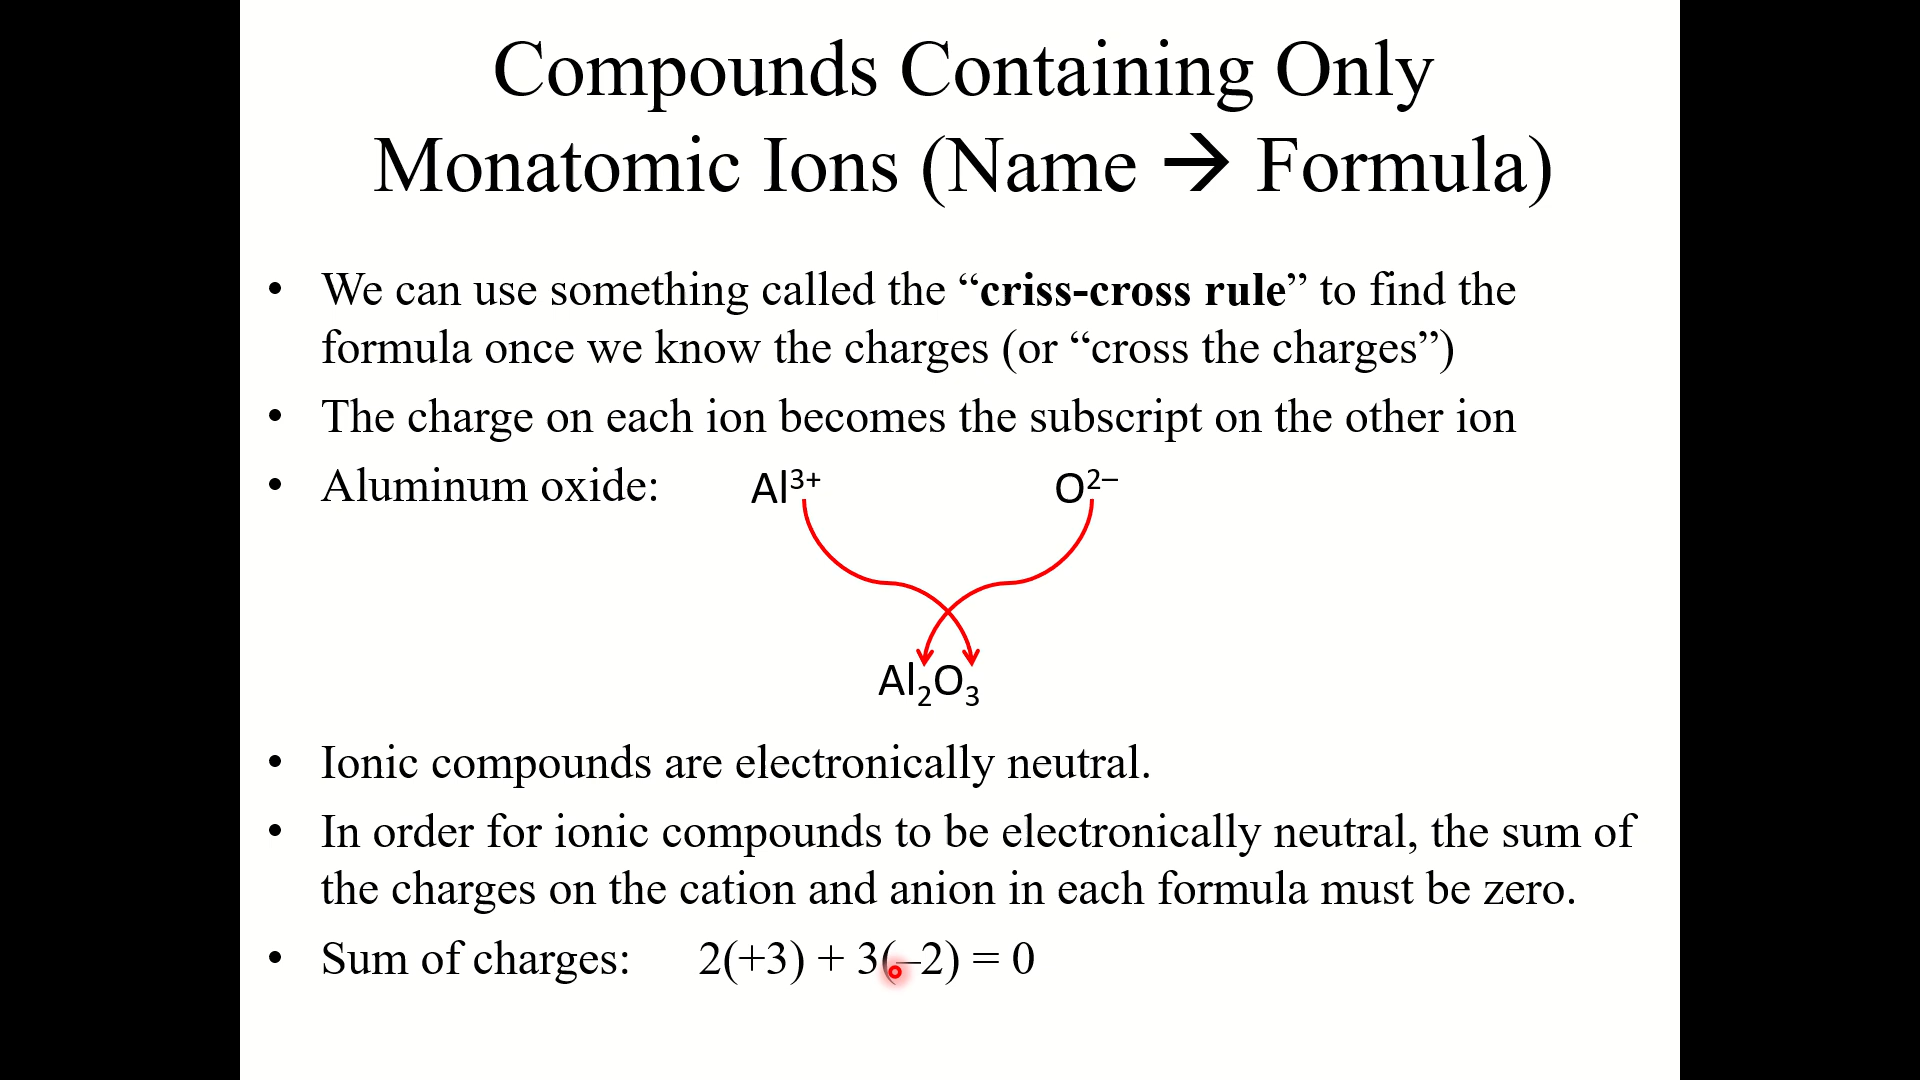 Compounds Containing Only
Monatomic Ions (Name → Formula)
• We can use something called the “criss-cross rule” to find the
formula once we know the charges (or “cross the charges”)
• The charge on each ion becomes the subscript on the other ion
• Aluminum oxide: Al³⁺ O²⁻
Al₂O₃
• Ionic compounds are electronically neutral.
• In order for ionic compounds to be electronically neutral, the sum of
the charges on the cation and anion in each formula must be zero.
• Sum of charges: 2(+3) + 3(–2) = 0